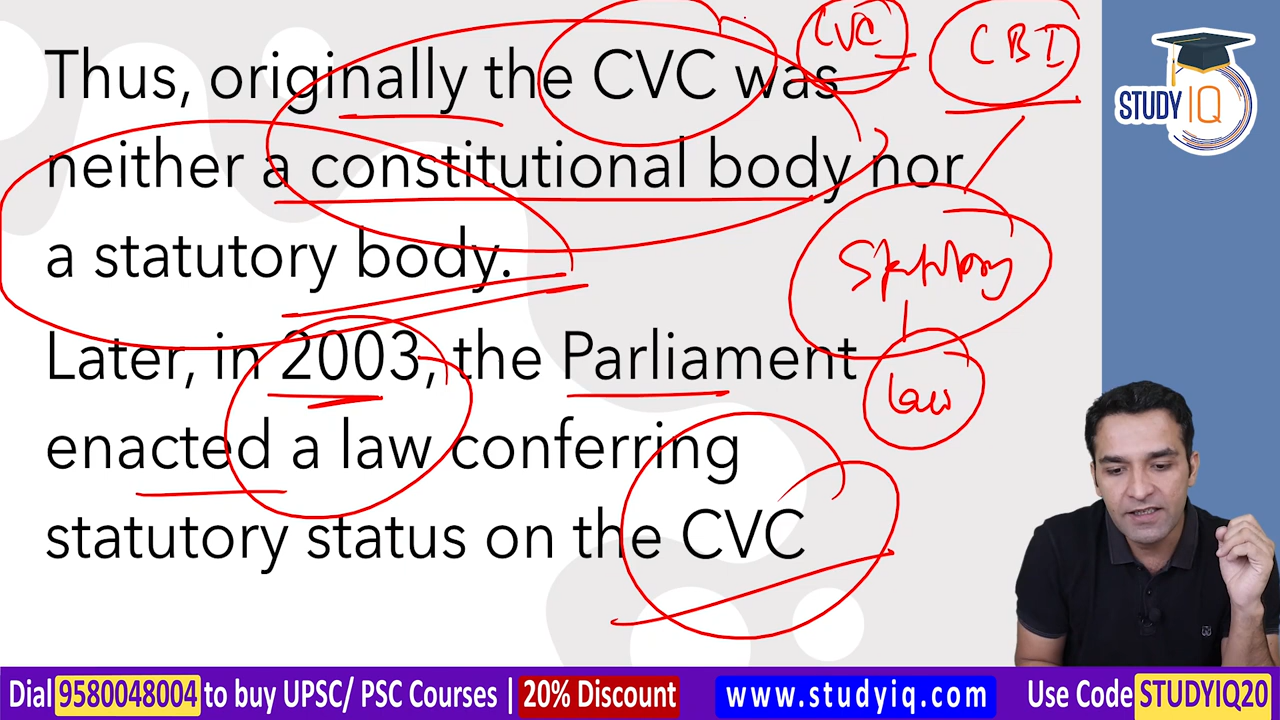 Thus, originally the CVC was
neither a constitutional body nor
a statutory body.
Later, in 2003, the Parliament
enacted a law conferring
statutory status on the CVC
CVC
CBI
Statutory
Law
STUDY IQ
Dial 9580048004 to buy UPSC/ PSC Courses | 20% Discount www.studyiq.com Use Code STUDYIQ20